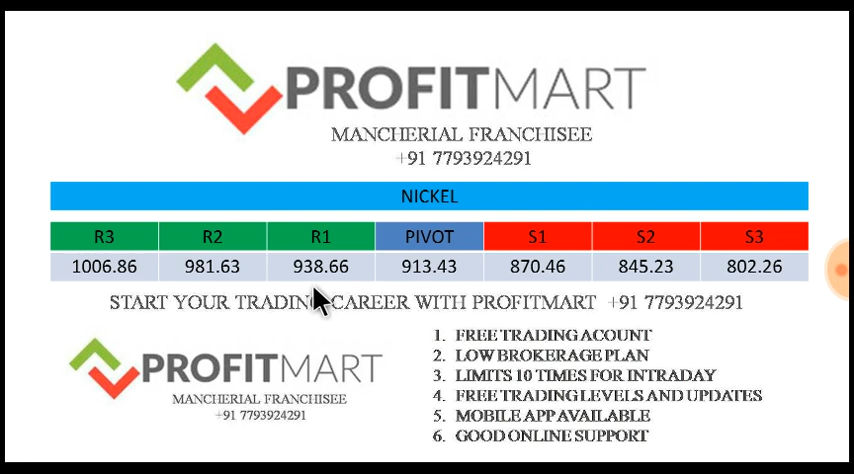 PROFITMART
MANCHERIAL FRANCHISEE
+91 7793924291
NICKEL
R3 R2 R1 PIVOT S1 S2 S3
1006.86 981.63 938.66 913.43 870.46 845.23 802.26
START YOUR TRADING CAREER WITH PROFITMART +91 7793924291
PROFITMART
MANCHERIAL FRANCHISEE
+91 7793924291
1. FREE TRADING ACOUNT
2. LOW BROKERAGE PLAN
3. LIMITS 10 TIMES FOR INTRADAY
4. FREE TRADING LEVELS AND UPDATES
5. MOBILE APP AVAILABLE
6. GOOD ONLINE SUPPORT